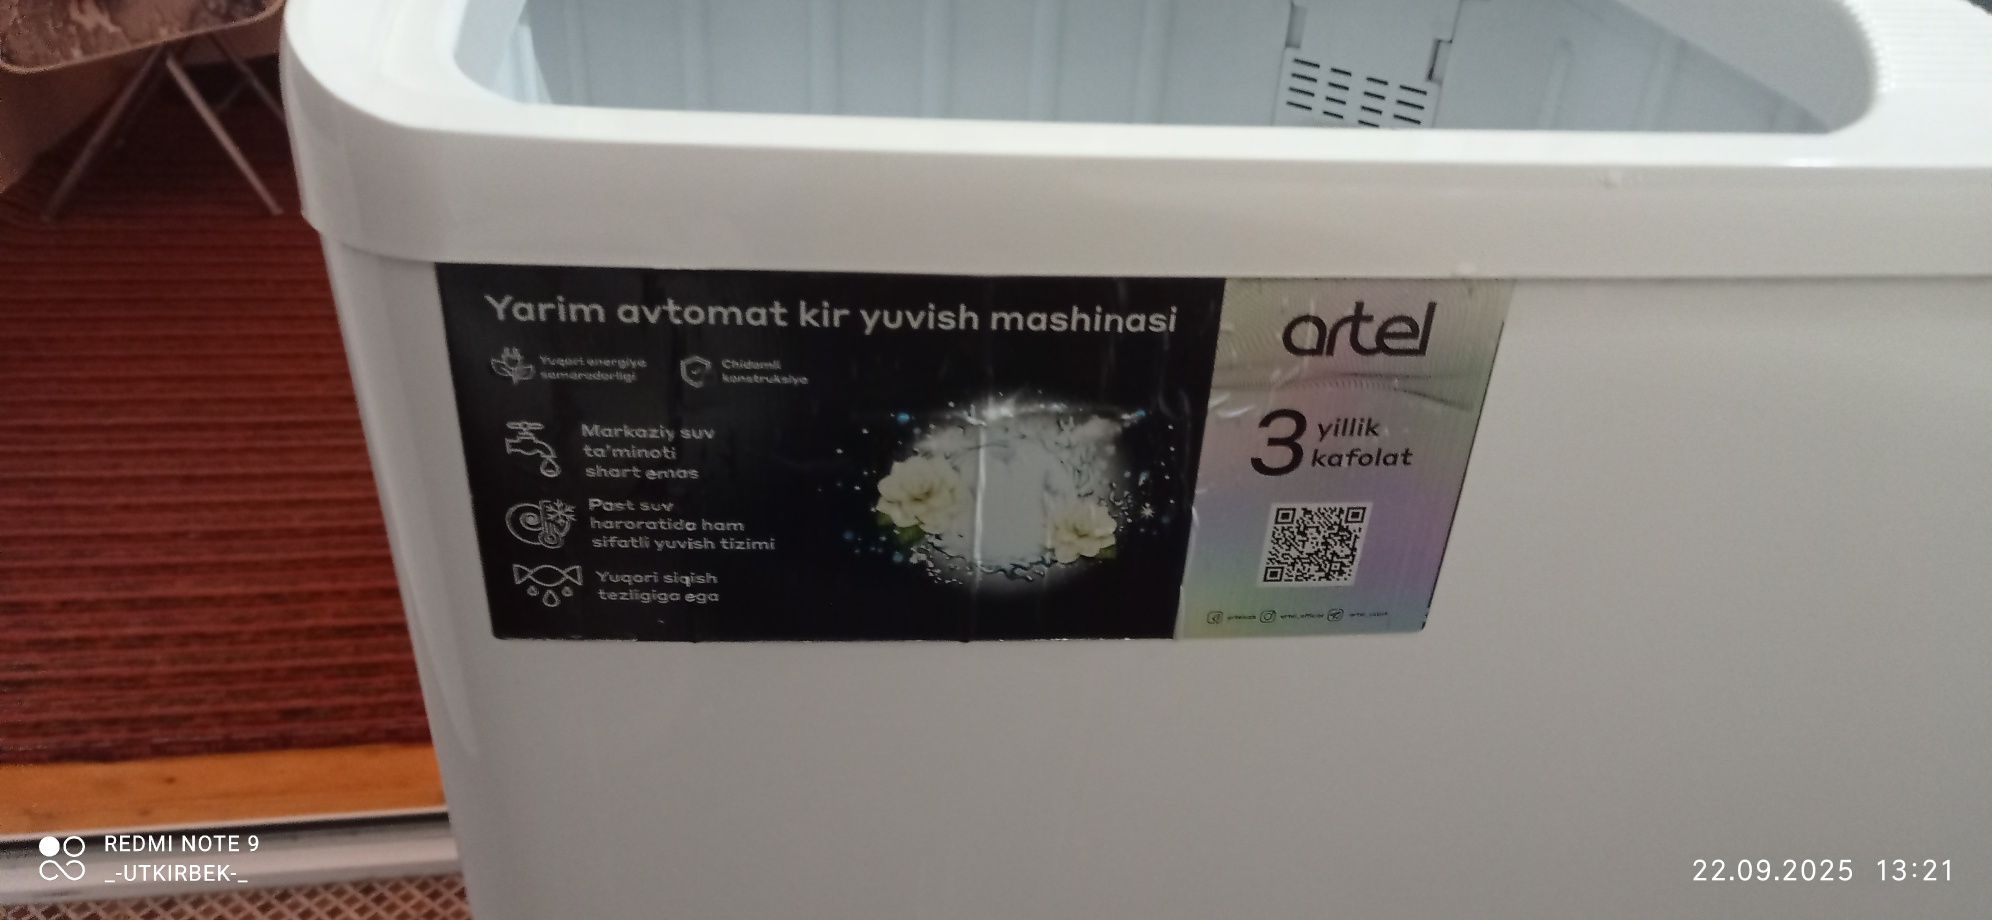 Yarim avtomat kir yuvish mashinasi
Yuqori energiya
samaradorligi
Chidamli
konstruksiya
Markaziy suv
ta'minoti
shart emas
Past suv
haroratida ham
sifatli yuvish tizimi
Yuqori siqish
tezligiga ega
artel
3 yillik
kafolat
REDMI NOTE 9
_-UTKIRBEK-_
22.09.2025 13:21